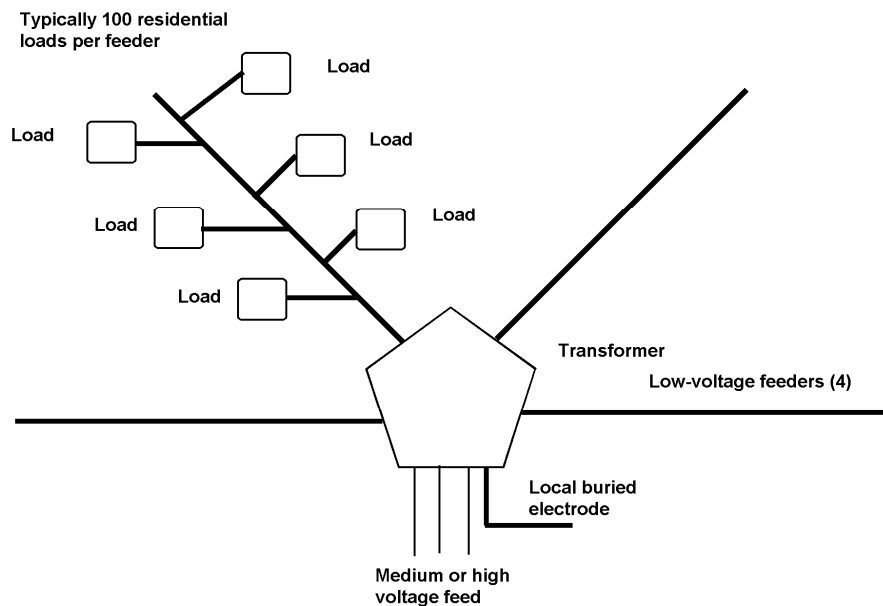 Typically 100 residential
loads per feeder
Load
Load
Load
Load
Load
Load
Transformer
Low-voltage feeders (4)
Local buried
electrode
Medium or high
voltage feed